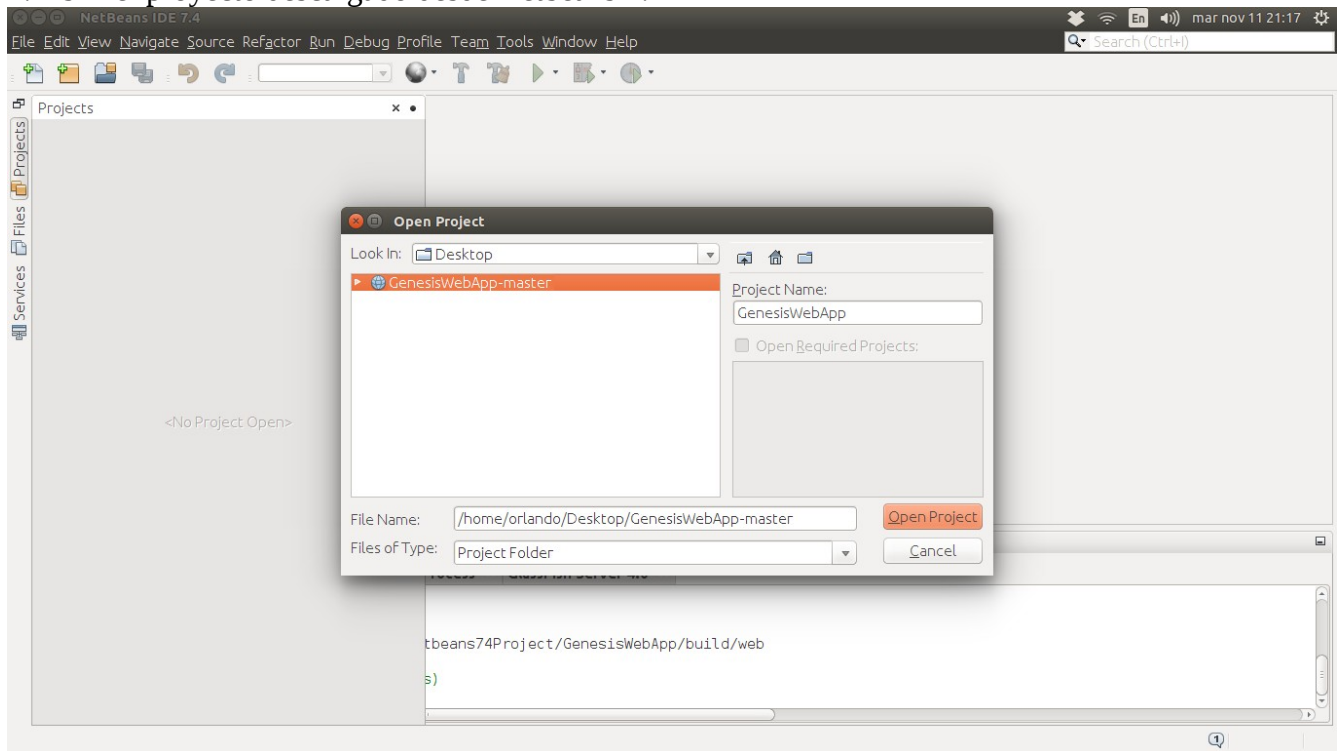 NetBeans IDE 7.4
En mar nov 11 21:17
File Edit View Navigate Source Refactor Run Debug Profile Team Tools Window Help
Search (Ctrl+I)
Projects
Projects
Files
Services
<No Project Open>
Open Project
Look In: Desktop
GenesisWebApp-master
Project Name:
GenesisWebApp
Open Required Projects:
File Name: /home/orlando/Desktop/GenesisWebApp-master
Open Project
Files of Type: Project Folder
Cancel
tbeans74Project/GenesisWebApp/build/web
s)
1